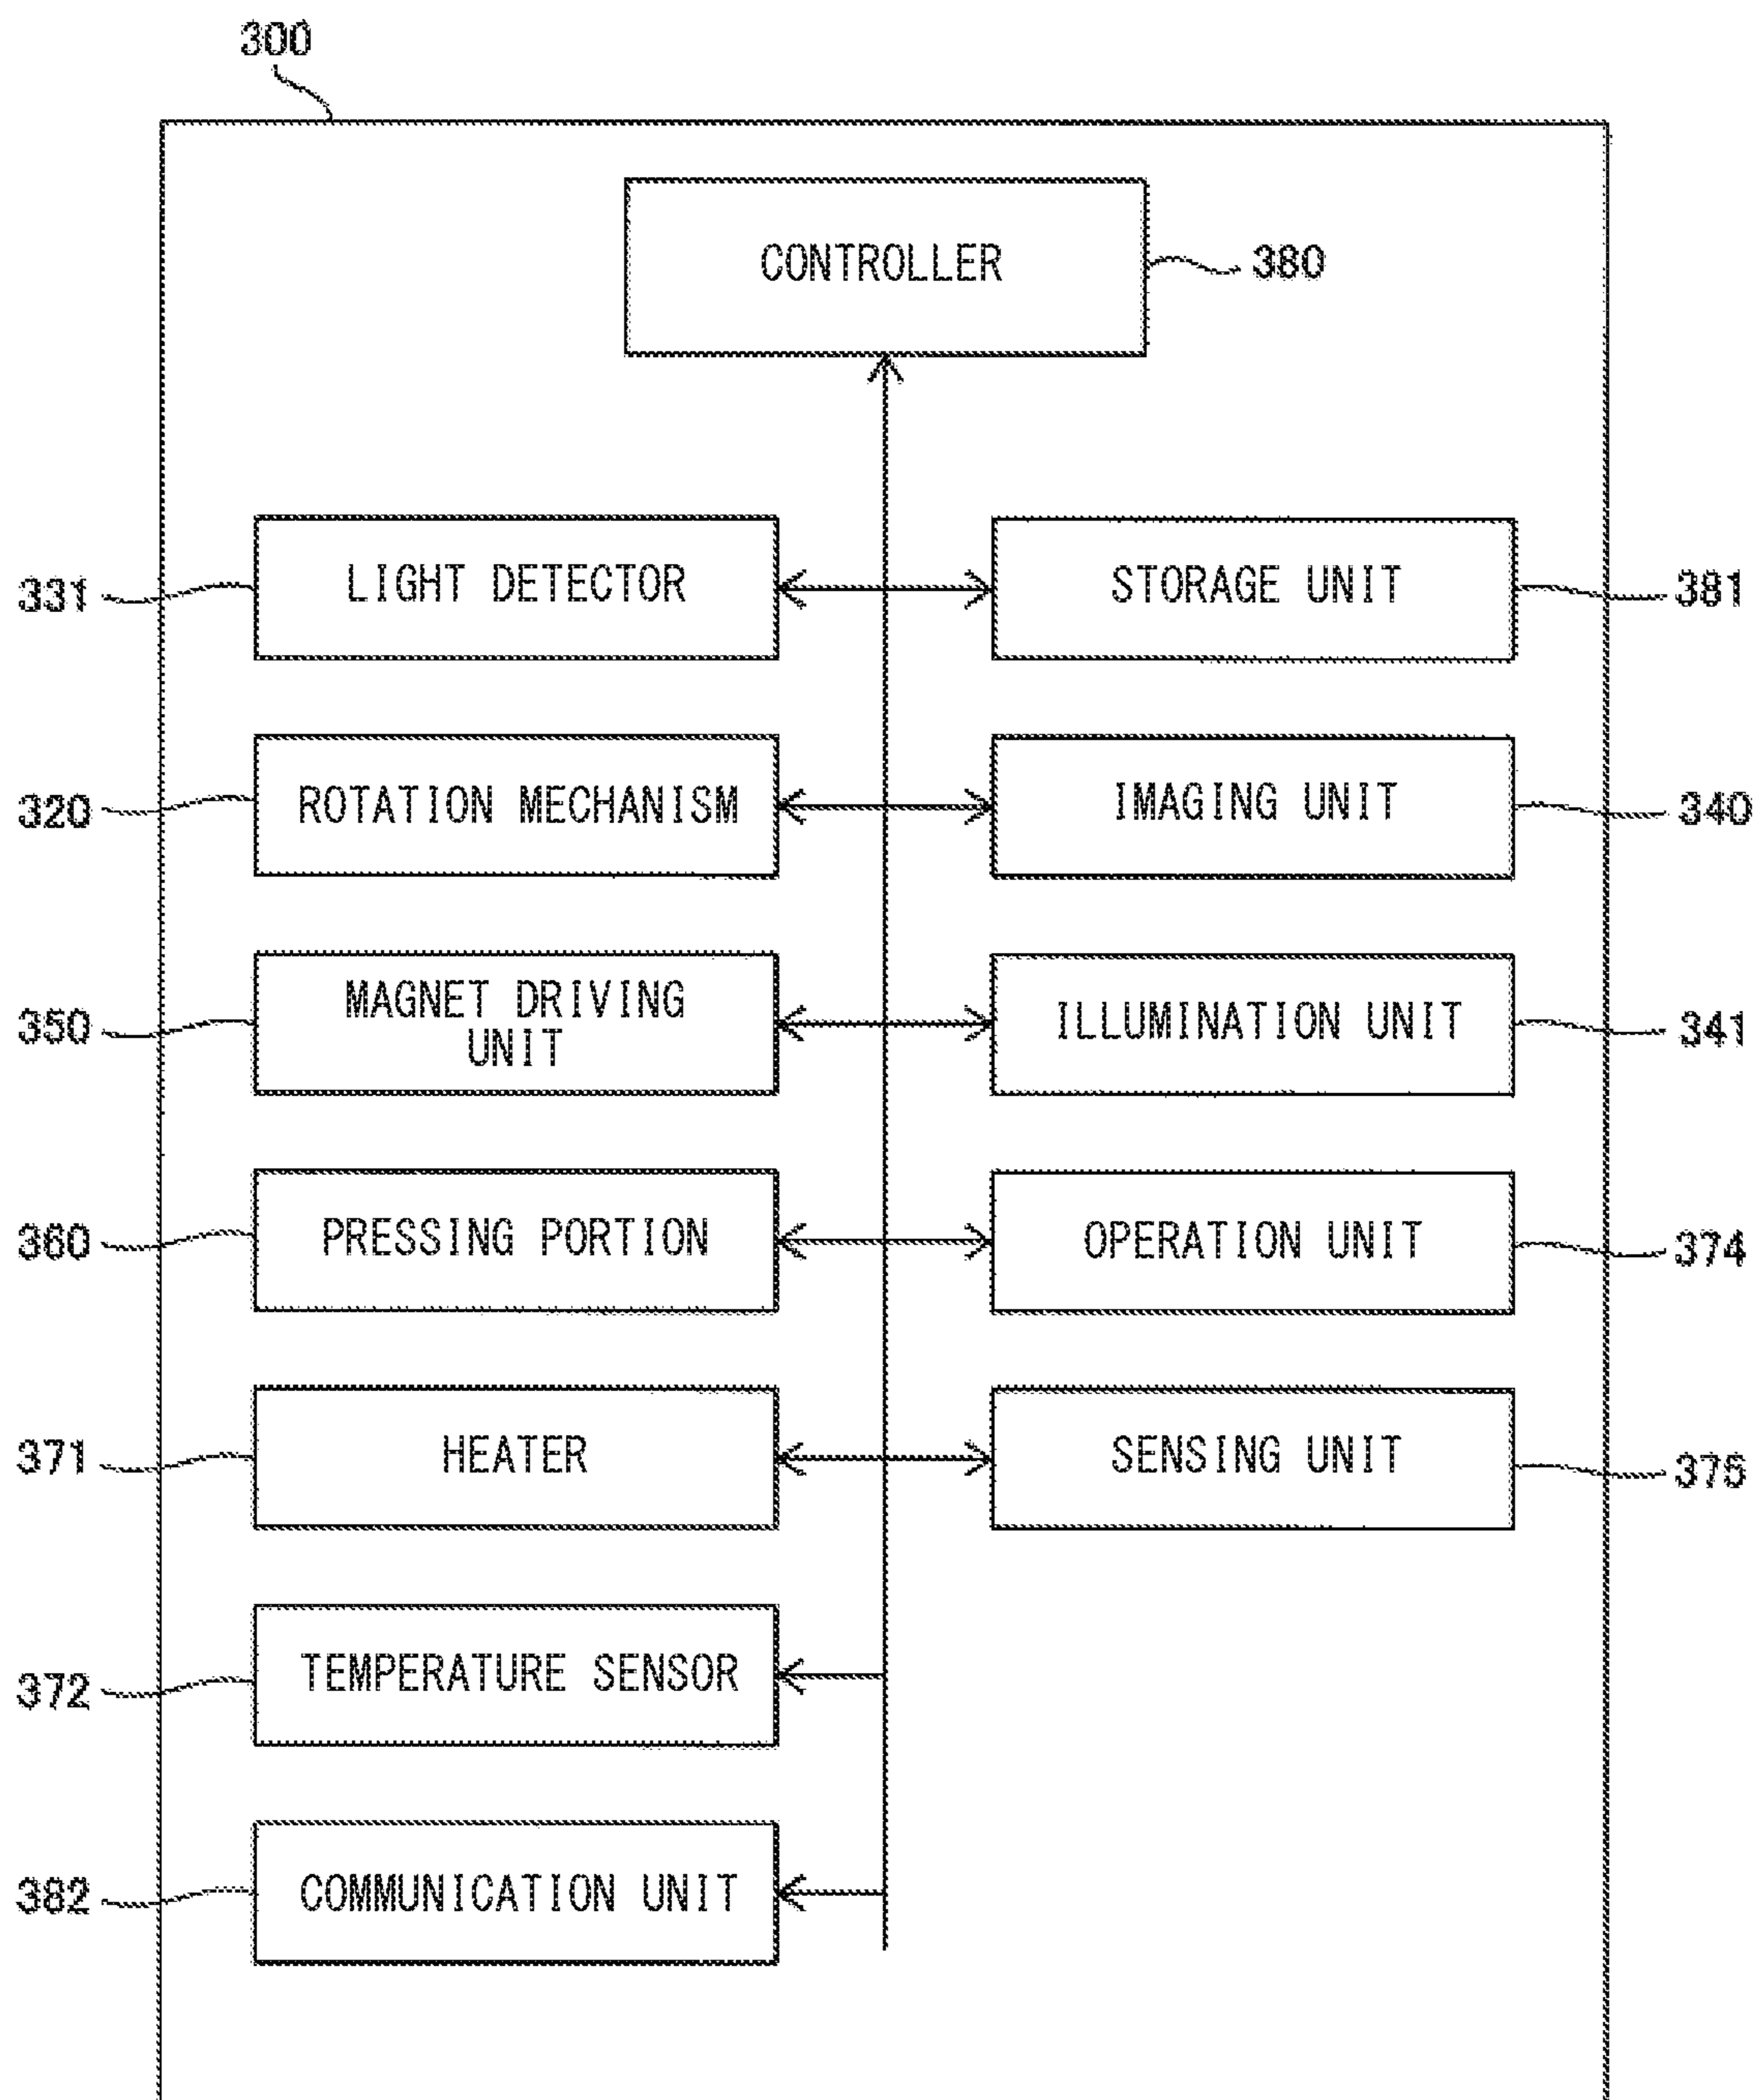 300
CONTROLLER
380
331
LIGHT DETECTOR
STORAGE UNIT
381
320
ROTATION MECHANISM
IMAGING UNIT
340
350
MAGNET DRIVING
UNIT
ILLUMINATION UNIT
341
360
PRESSING PORTION
OPERATION UNIT
374
371
HEATER
SENSING UNIT
375
372
TEMPERATURE SENSOR
382
COMMUNICATION UNIT